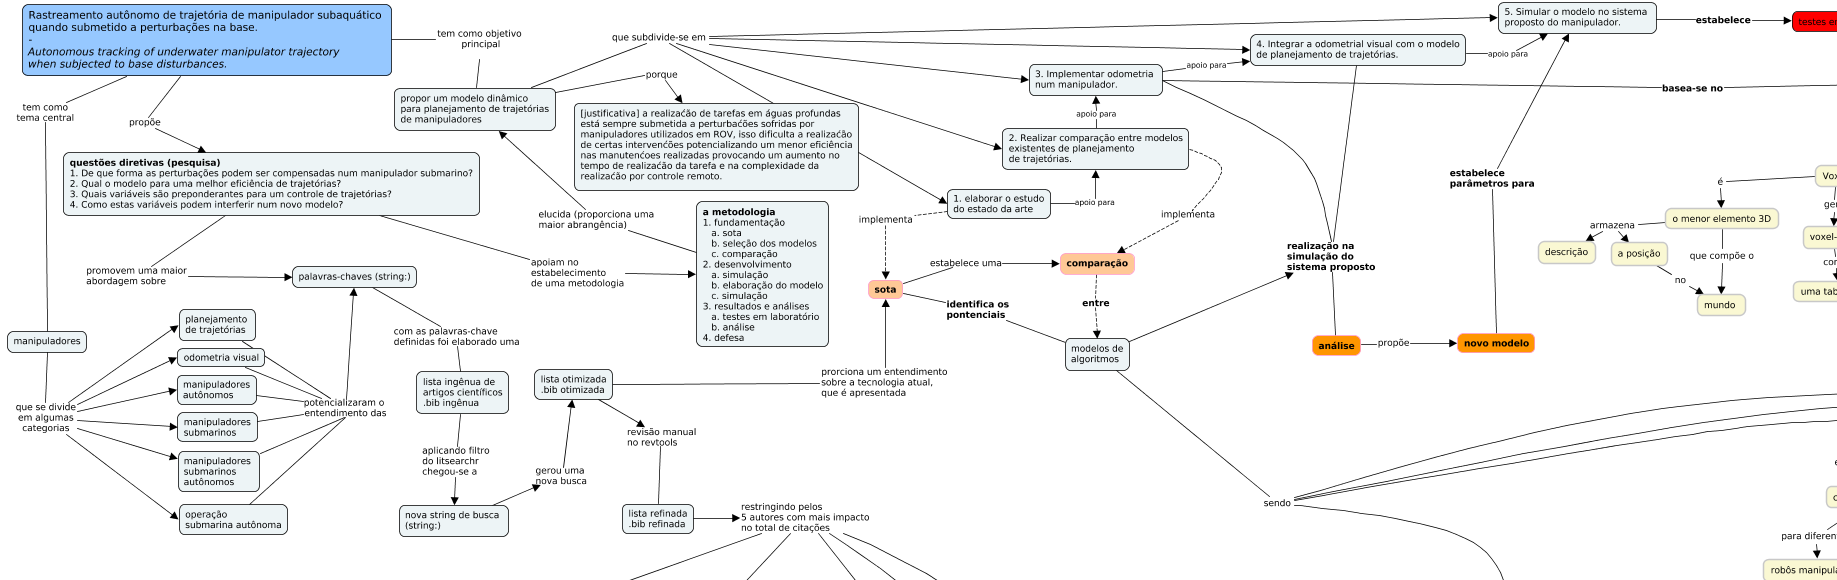 Rastreamento autônomo de trajetória de manipulador subaquático
quando submetido a perturbações na base.
-
Autonomous tracking of underwater manipulator trajectory
when subjected to base disturbances.
tem como objetivo
principal
que subdivide-se em
5. Simular o modelo no sistema
proposto do manipulador.
estabelece
testes
4. Integrar a odometrial visual com o modelo
de planejamento de trajetórias.
apoio para
apoio para
3. Implementar odometria
num manipulador.
basea-se no
porque
propor um modelo dinâmico
para planejamento de trajetórias
de manipuladores
[justificativa] a realização de tarefas em águas profundas
está sempre submetida a perturbações sofridas por
manipuladores utilizados em ROV, isso dificulta a realização
de certas intervenções potencializando um menor eficiência
nas manutenções realizadas provocando um aumento no
tempo de realização da tarefa e na complexidade da
realização por controle remoto.
apoio para
2. Realizar comparação entre modelos
existentes de planejamento
de trajetórias.
tem como
tema central
propõe
questões diretivas (pesquisa)
1. De que forma as perturbações podem ser compensadas num manipulador submarino?
2. Qual o modelo para uma melhor eficiência de trajetórias?
3. Quais variáveis são preponderantes para um controle de trajetórias?
4. Como estas variáveis podem interferir num novo modelo?
estabelece
parâmetros para
é
o menor elemento 3D
armazena
descrição
a posição
que compõe o
no
mundo
1. elaborar o estudo
do estado da arte
apoio para
implementa
implementa
elucida (proporciona uma
maior abrangência)
a metodologia
1. fundamentação
a. sota
b. seleção dos modelos
c. comparação
2. desenvolvimento
a. simulação
b. elaboração do modelo
c. simulação
3. resultados e análises
a. testes em laboratório
b. análise
4. defesa
apoiam no
estabelecimento
de uma metodologia
promovem uma maior
abordagem sobre
palavras-chaves (string:)
estabelece uma
comparação
sota
identifica os
pontenciais
entre
realização na
simulação do
sistema proposto
modelos de
algoritmos
análise
propõe
novo modelo
manipuladores
planejamento
de trajetórias
odometria visual
manipuladores
autônomos
manipuladores
submarinos
manipuladores
submarinos
autônomos
operação
submarina autônoma
que se divide
em algumas
categorias
potencializaram o
entendimento das
com as palavras-chave
definidas foi elaborado uma
lista ingênua de
artigos científicos
.bib ingênua
aplicando filtro
do litsearchr
chegou-se a
nova string de busca
(string:)
gerou uma
nova busca
lista otimizada
.bib otimizada
revisão manual
no revtools
lista refinada
.bib refinada
porciona um entendimento
sobre a tecnologia atual,
que é apresentada
restringindo pelos
5 autores com mais impacto
no total de citações
sendo
uma
para
robôs